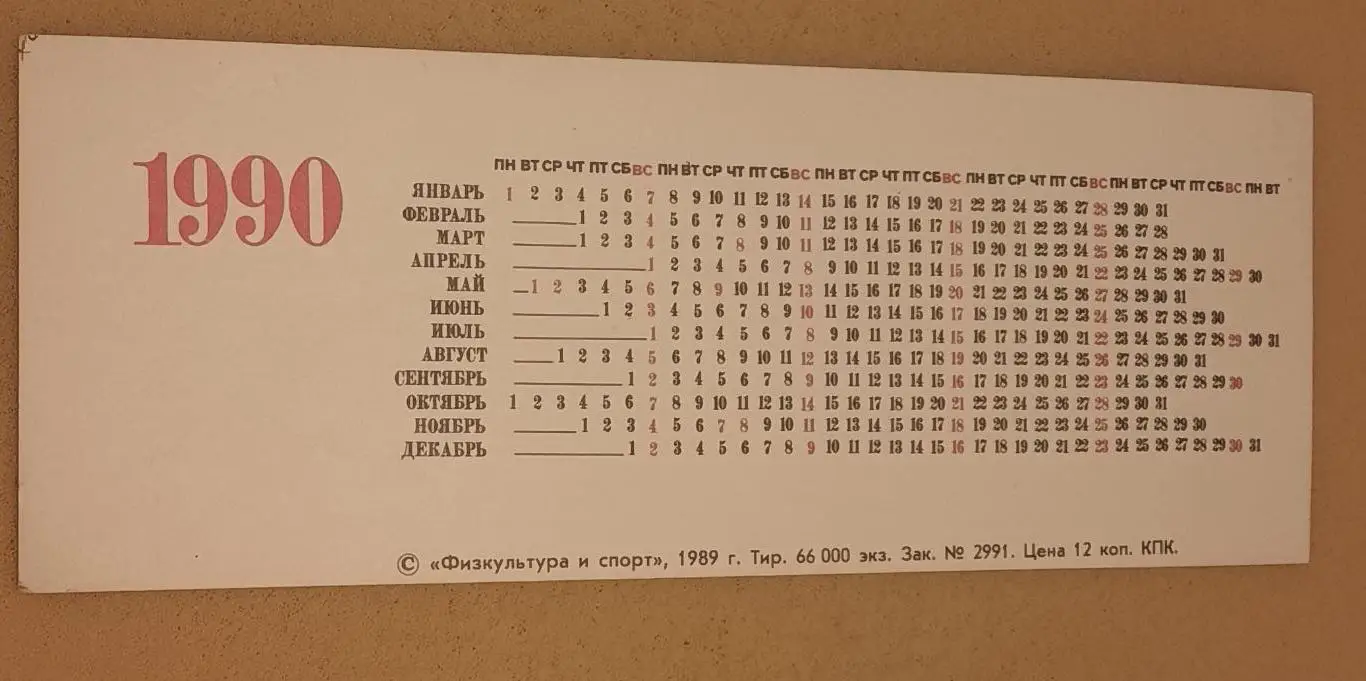 1990
ПН ВТ СР ЧТ ПТ СБ ВС ПН ВТ СР ЧТ ПТ СБ ВС ПН ВТ СР ЧТ ПТ СБ ВС ПН ВТ СР ЧТ ПТ СБ ВС ПН ВТ СР ЧТ ПТ СБ ВС ПН ВТ
ЯНВАРЬ 1 2 3 4 5 6 7 8 9 10 11 12 13 14 15 16 17 18 19 20 21 22 23 24 25 26 27 28 29 30 31
ФЕВРАЛЬ 1 2 3 4 5 6 7 8 9 10 11 12 13 14 15 16 17 18 19 20 21 22 23 24 25 26 27 28
МАРТ 1 2 3 4 5 6 7 8 9 10 11 12 13 14 15 16 17 18 19 20 21 22 23 24 25 26 27 28 29 30 31
АПРЕЛЬ 1 2 3 4 5 6 7 8 9 10 11 12 13 14 15 16 17 18 19 20 21 22 23 24 25 26 27 28 29 30
МАЙ 1 2 3 4 5 6 7 8 9 10 11 12 13 14 15 16 17 18 19 20 21 22 23 24 25 26 27 28 29 30 31
ИЮНЬ 1 2 3 4 5 6 7 8 9 10 11 12 13 14 15 16 17 18 19 20 21 22 23 24 25 26 27 28 29 30
ИЮЛЬ 1 2 3 4 5 6 7 8 9 10 11 12 13 14 15 16 17 18 19 20 21 22 23 24 25 26 27 28 29 30 31
АВГУСТ 1 2 3 4 5 6 7 8 9 10 11 12 13 14 15 16 17 18 19 20 21 22 23 24 25 26 27 28 29 30 31
СЕНТЯБРЬ 1 2 3 4 5 6 7 8 9 10 11 12 13 14 15 16 17 18 19 20 21 22 23 24 25 26 27 28 29 30
ОКТЯБРЬ 1 2 3 4 5 6 7 8 9 10 11 12 13 14 15 16 17 18 19 20 21 22 23 24 25 26 27 28 29 30 31
НОЯБРЬ 1 2 3 4 5 6 7 8 9 10 11 12 13 14 15 16 17 18 19 20 21 22 23 24 25 26 27 28 29 30
ДЕКАБРЬ 1 2 3 4 5 6 7 8 9 10 11 12 13 14 15 16 17 18 19 20 21 22 23 24 25 26 27 28 29 30 31
© «Физкультура и спорт», 1989 г. Тир. 66 000 экз. Зак. № 2991. Цена 12 коп. КПК.